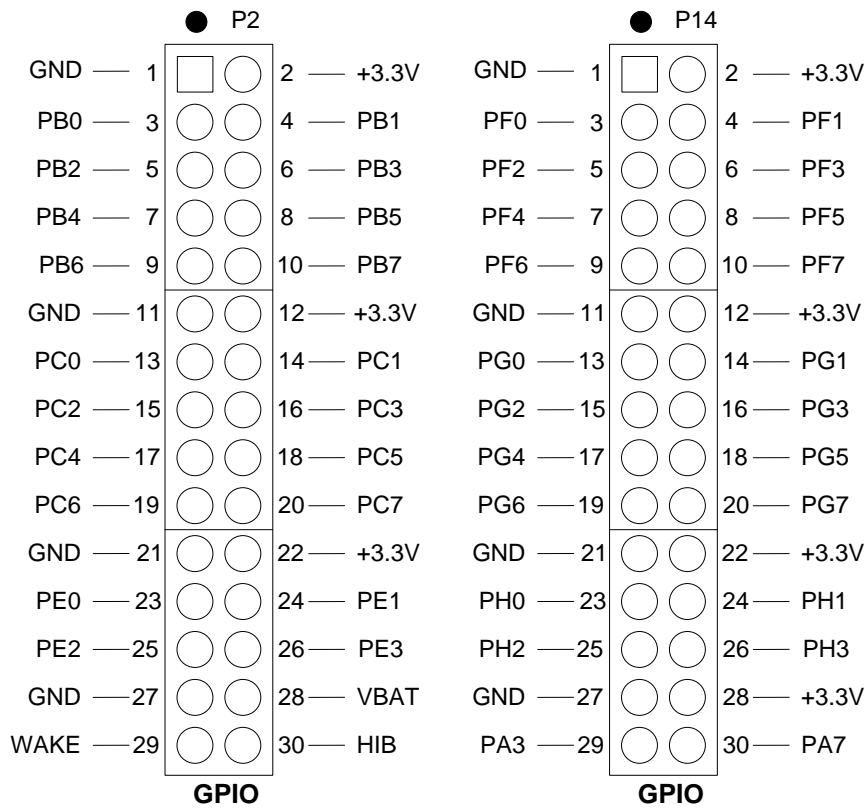 P2 P14
GND 1 2 +3.3V GND 1 2 +3.3V
PB0 3 4 PB1 PF0 3 4 PF1
PB2 5 6 PB3 PF2 5 6 PF3
PB4 7 8 PB5 PF4 7 8 PF5
PB6 9 10 PB7 PF6 9 10 PF7
GND 11 12 +3.3V GND 11 12 +3.3V
PC0 13 14 PC1 PG0 13 14 PG1
PC2 15 16 PC3 PG2 15 16 PG3
PC4 17 18 PC5 PG4 17 18 PG5
PC6 19 20 PC7 PG6 19 20 PG7
GND 21 22 +3.3V GND 21 22 +3.3V
PE0 23 24 PE1 PH0 23 24 PH1
PE2 25 26 PE3 PH2 25 26 PH3
GND 27 28 VBAT GND 27 28 +3.3V
WAKE 29 30 HIB PA3 29 30 PA7
GPIO GPIO